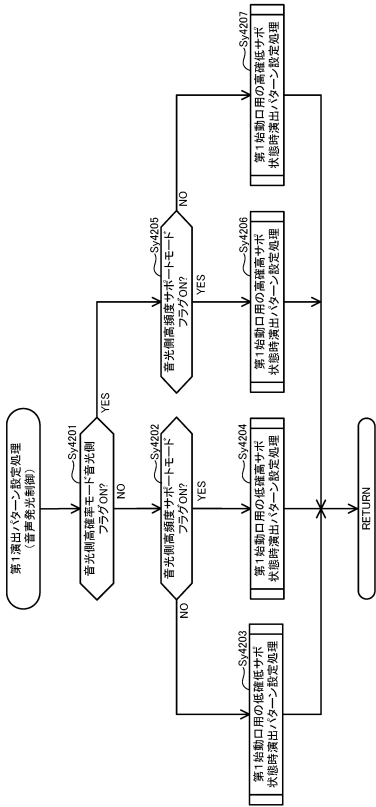 第1演出パターン設定処理
(音声発光制御)
Sy4201
音光側高確率モード音光側
フラグON?
YES
NO
Sy4202
音光側高頻度サポートモード
フラグON?
NO
YES
Sy4205
音光側高頻度サポートモード
フラグON?
NO
YES
Sy4203
第1始動口用の低確低サポ
状態時演出パターン設定処理
Sy4204
第1始動口用の低確高サポ
状態時演出パターン設定処理
Sy4206
第1始動口用の高確高サポ
状態時演出パターン設定処理
Sy4207
第1始動口用の高確低サポ
状態時演出パターン設定処理
RETURN